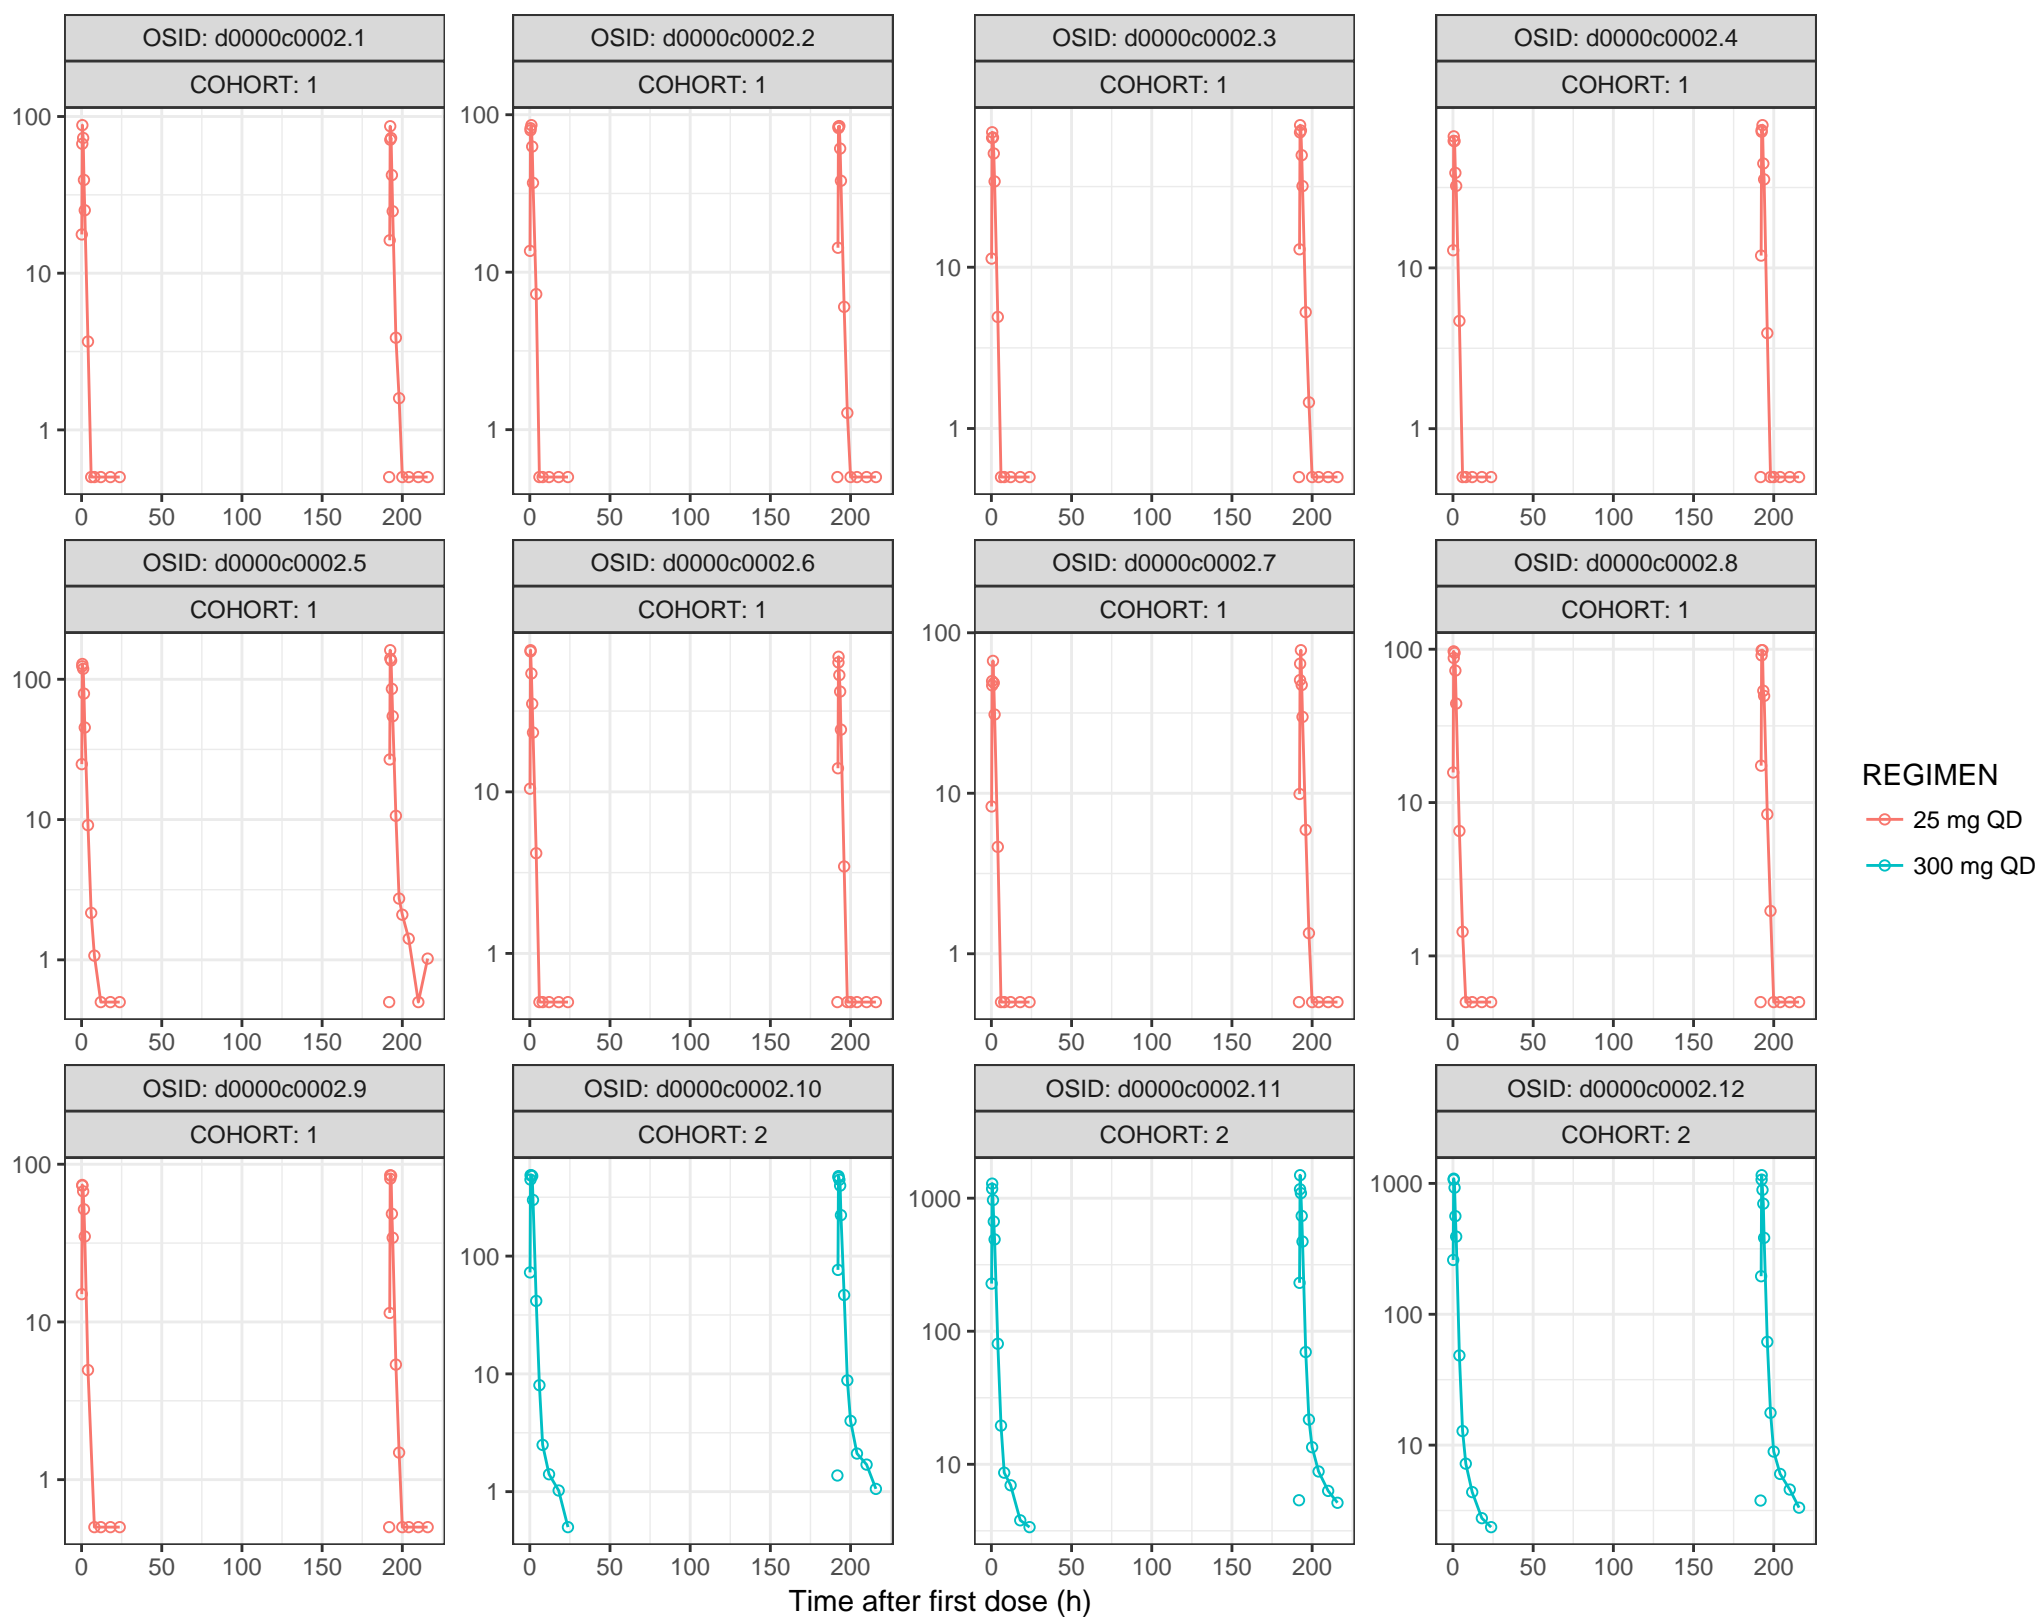 OSID: d0000c0002.1 OSID: d0000c0002.2 OSID: d0000c0002.3 OSID: d0000c0002.4
COHORT: 1 COHORT: 1 COHORT: 1 COHORT: 1
100 100
10 10 10 10
1 1 1 1
0 50 100 150 200 0 50 100 150 200 0 50 100 150 200 0 50 100 150 200
OSID: d0000c0002.5 OSID: d0000c0002.6 OSID: d0000c0002.7 OSID: d0000c0002.8
COHORT: 1 COHORT: 1 COHORT: 1 COHORT: 1
100 100 100
10 10 10 10
1 1 1 1
0 50 100 150 200 0 50 100 150 200 0 50 100 150 200 0 50 100 150 200
OSID: d0000c0002.9 OSID: d0000c0002.10 OSID: d0000c0002.11 OSID: d0000c0002.12
COHORT: 1 COHORT: 2 COHORT: 2 COHORT: 2
100 1000 1000
10 100 100 100
1 10 10 10
1
0 50 100 150 200 0 50 100 150 200 0 50 100 150 200 0 50 100 150 200
Time after first dose (h)
REGIMEN
25 mg QD
300 mg QD